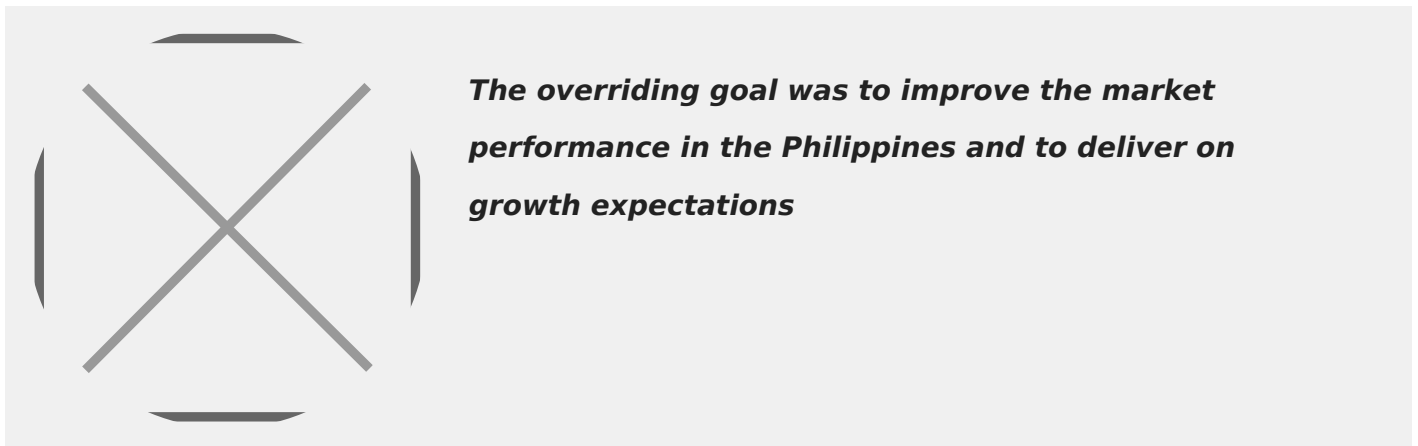 The overriding goal was to improve the market
performance in the Philippines and to deliver on
growth expectations